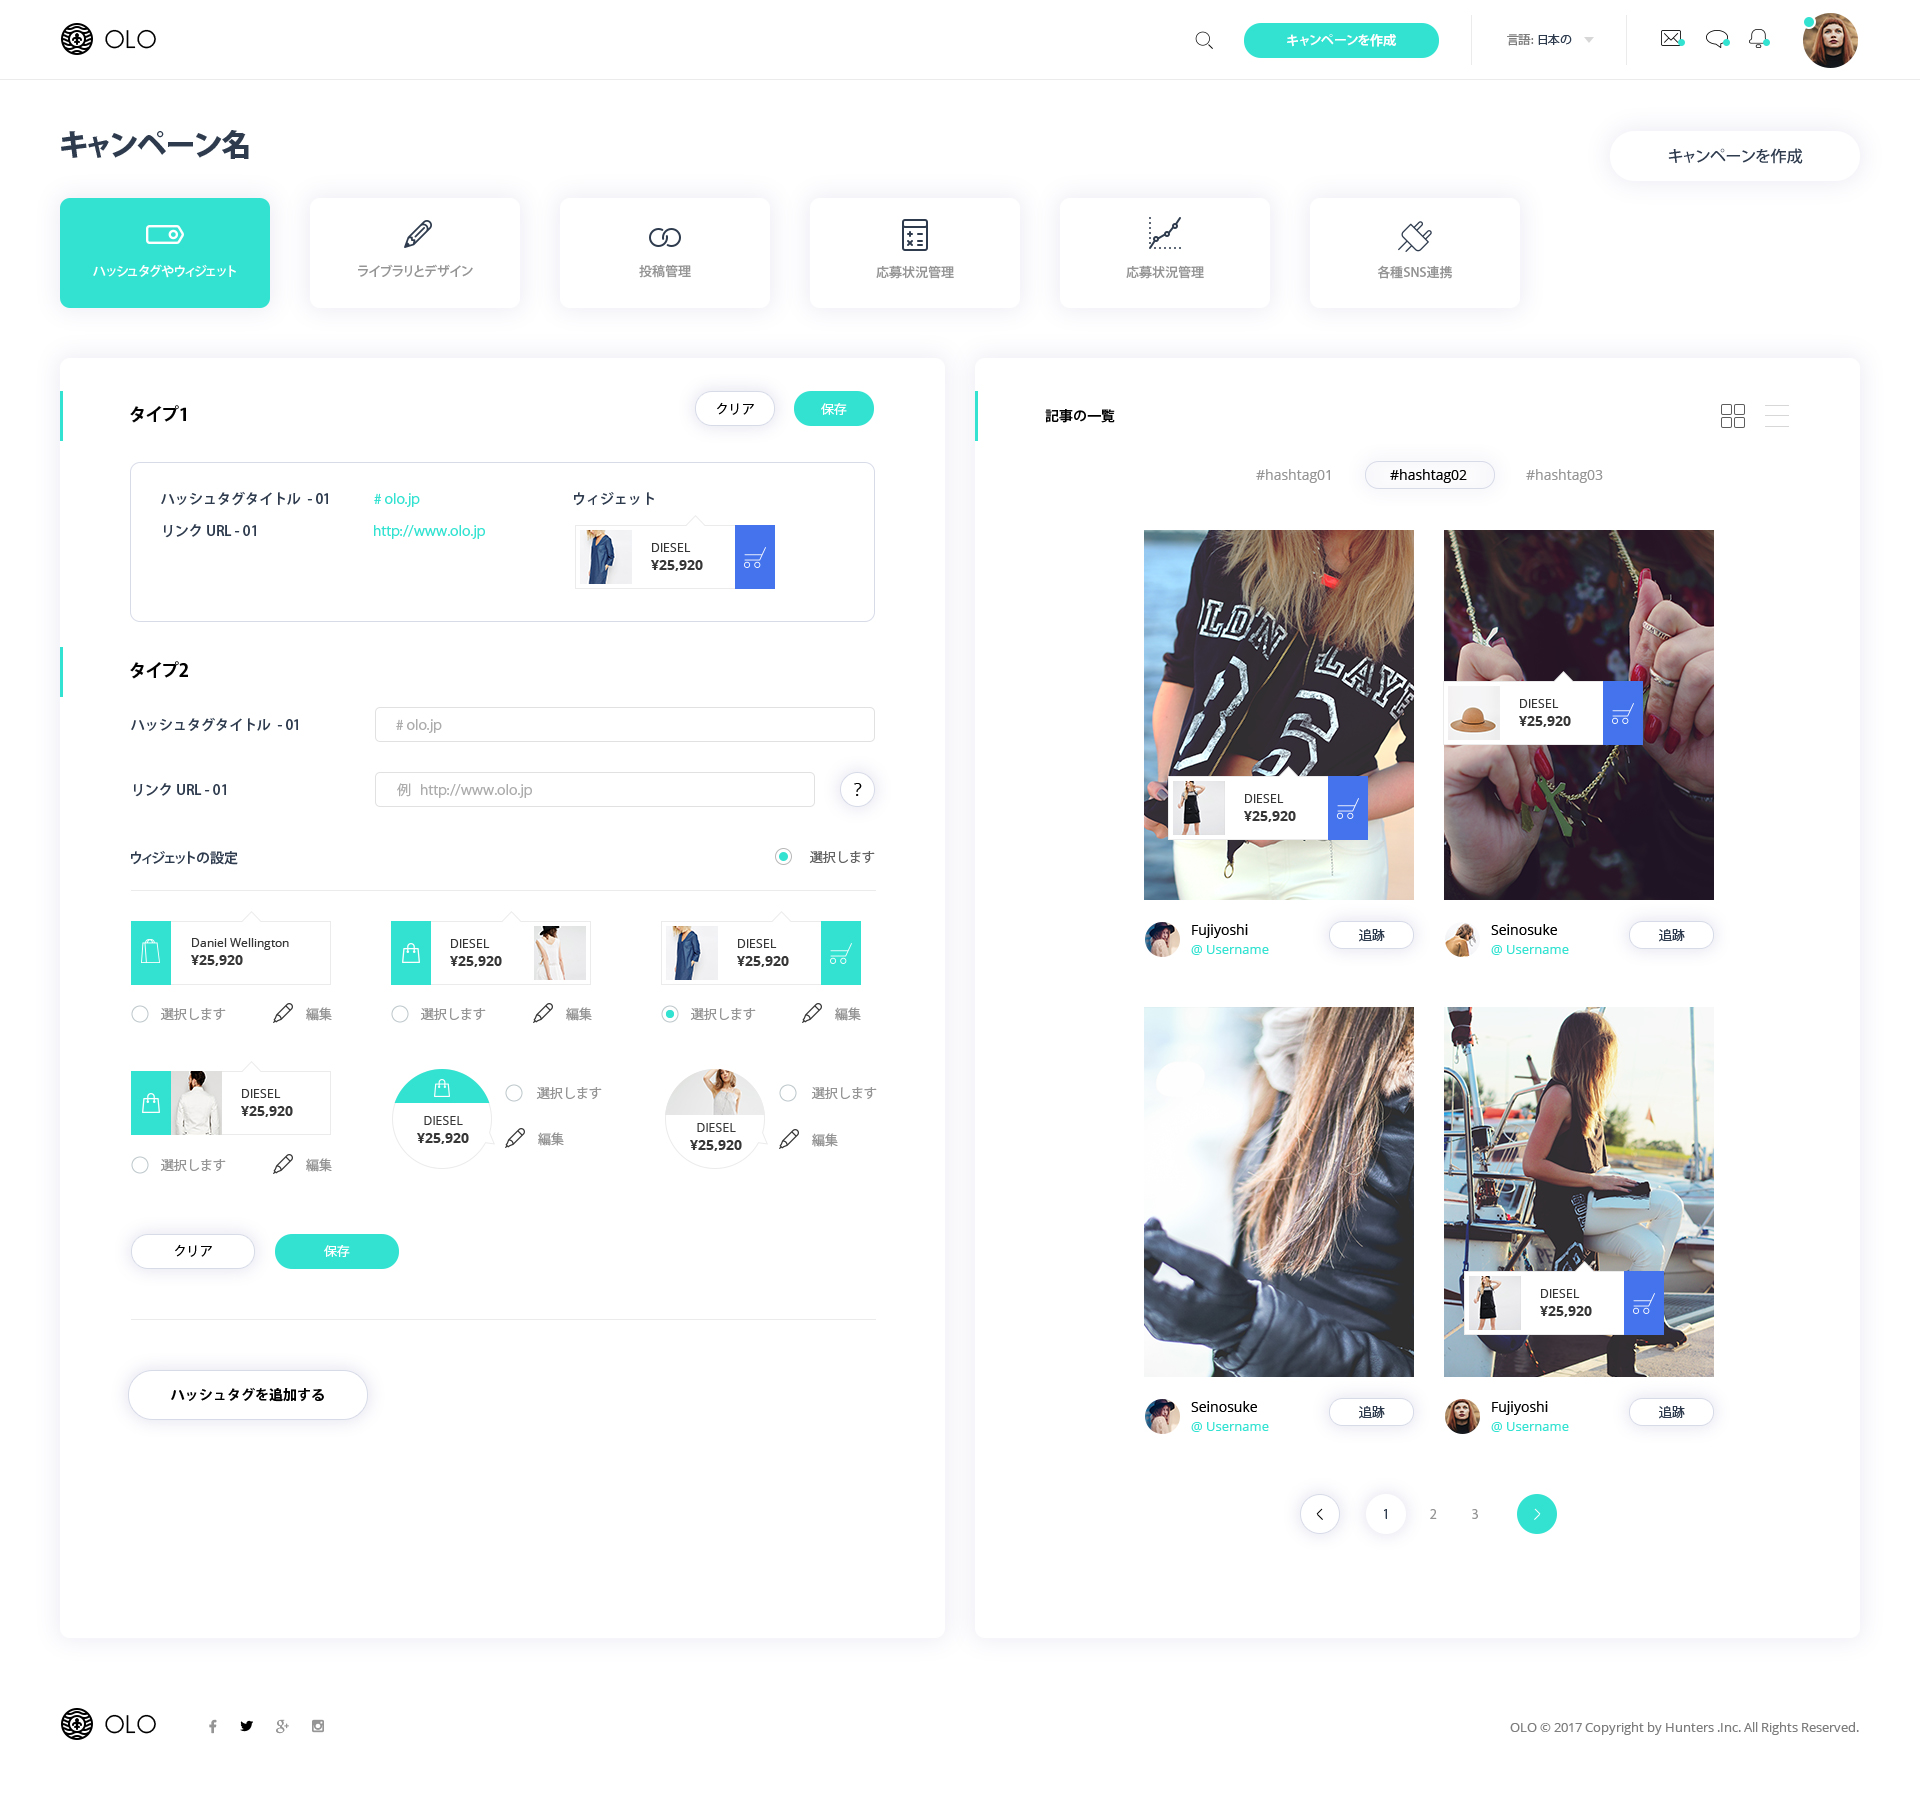 OLO
キャンペーンを作成
言語: 日本の
キャンペーン名
キャンペーンを作成
ハッシュタグやウィジェット
ライブラリとデザイン
投稿管理
応募状況管理
応募状況管理
各種SNS連携
タイプ1
クリア
保存
ハッシュタグタイトル - 01
# olo.jp
ウィジェット
リンク URL - 01
http://www.olo.jp
DIESEL
¥25,920
タイプ2
ハッシュタグタイトル - 01
# olo.jp
リンク URL - 01
例 http://www.olo.jp
?
ウィジェットの設定
選択します
Daniel Wellington
¥25,920
DIESEL
¥25,920
DIESEL
¥25,920
選択します
編集
選択します
編集
選択します
編集
DIESEL
¥25,920
選択します
編集
DIESEL
¥25,920
選択します
編集
DIESEL
¥25,920
選択します
編集
クリア
保存
ハッシュタグを追加する
記事の一覧
#hashtag01
#hashtag02
#hashtag03
DIESEL
¥25,920
DIESEL
¥25,920
Fujiyoshi
@ Username
追跡
Seinosuke
@ Username
追跡
DIESEL
¥25,920
Seinosuke
@ Username
追跡
Fujiyoshi
@ Username
追跡
1
2
3
OLO
OLO © 2017 Copyright by Hunters .Inc. All Rights Reserved.